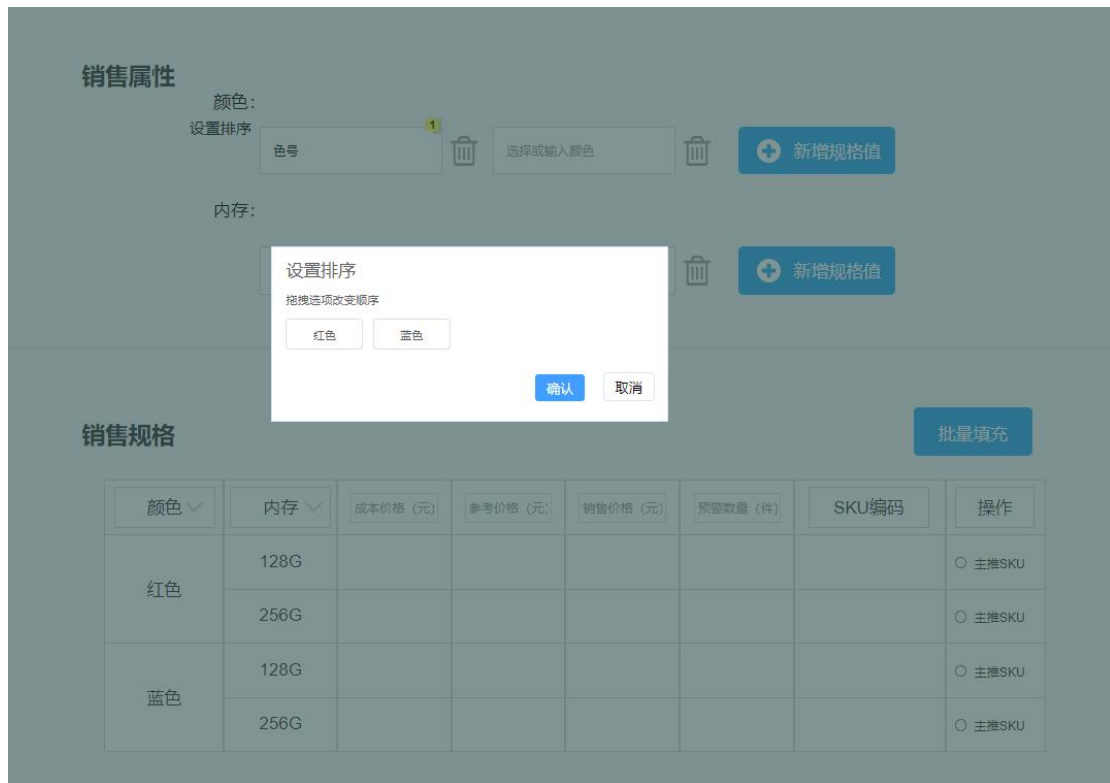 销售属性
颜色：
设置排序
色号
1
选择或输入颜色
新增规格值
内存：
新增规格值
设置排序
拖拽选项改变顺序
红色 蓝色
确认 取消
销售规格
批量填充
颜色 内存 成本价格（元） 参考价格（元） 销售价格（元） 预警数量（件） SKU编码 操作
红色
128G 主推SKU
256G 主推SKU
蓝色
128G 主推SKU
256G 主推SKU